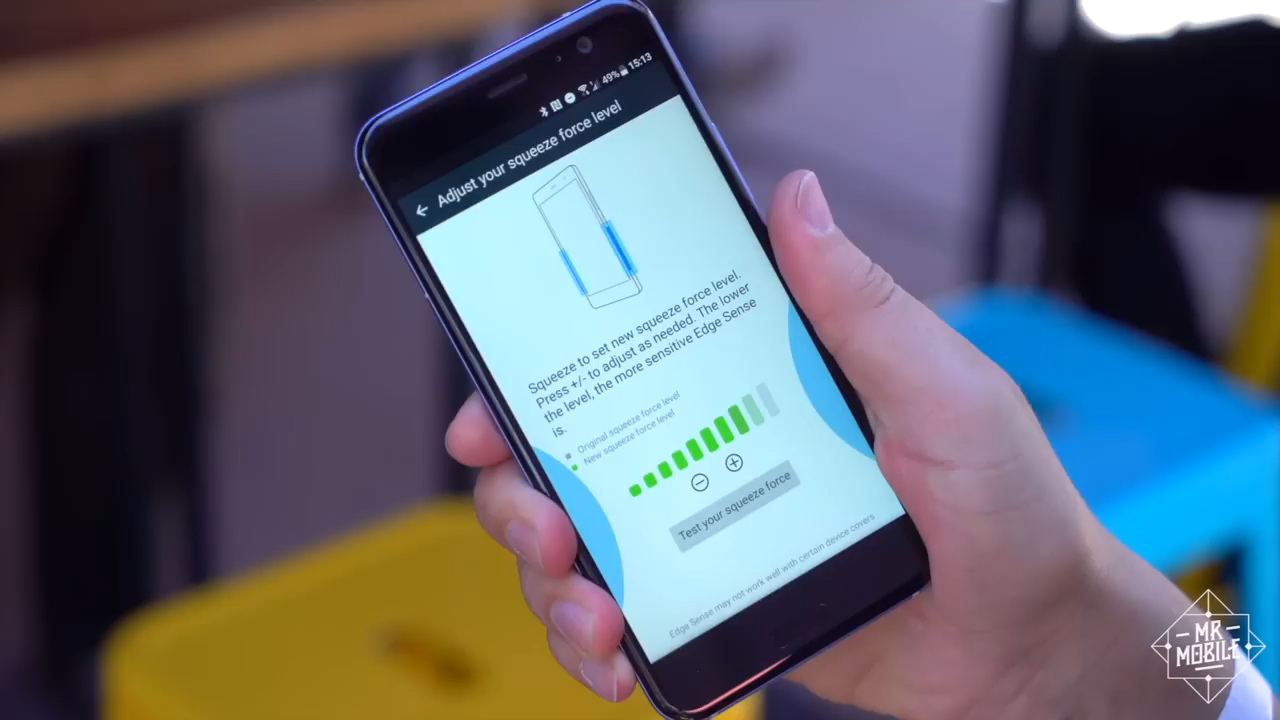 49% 15:13
Adjust your squeeze force level
Squeeze to set new squeeze force level.
Press +/- to adjust as needed. The lower
the level, the more sensitive Edge Sense
is.
Original squeeze force level
New squeeze force level
Test your squeeze force
Edge Sense may not work well with certain device covers
MR
MOBILE